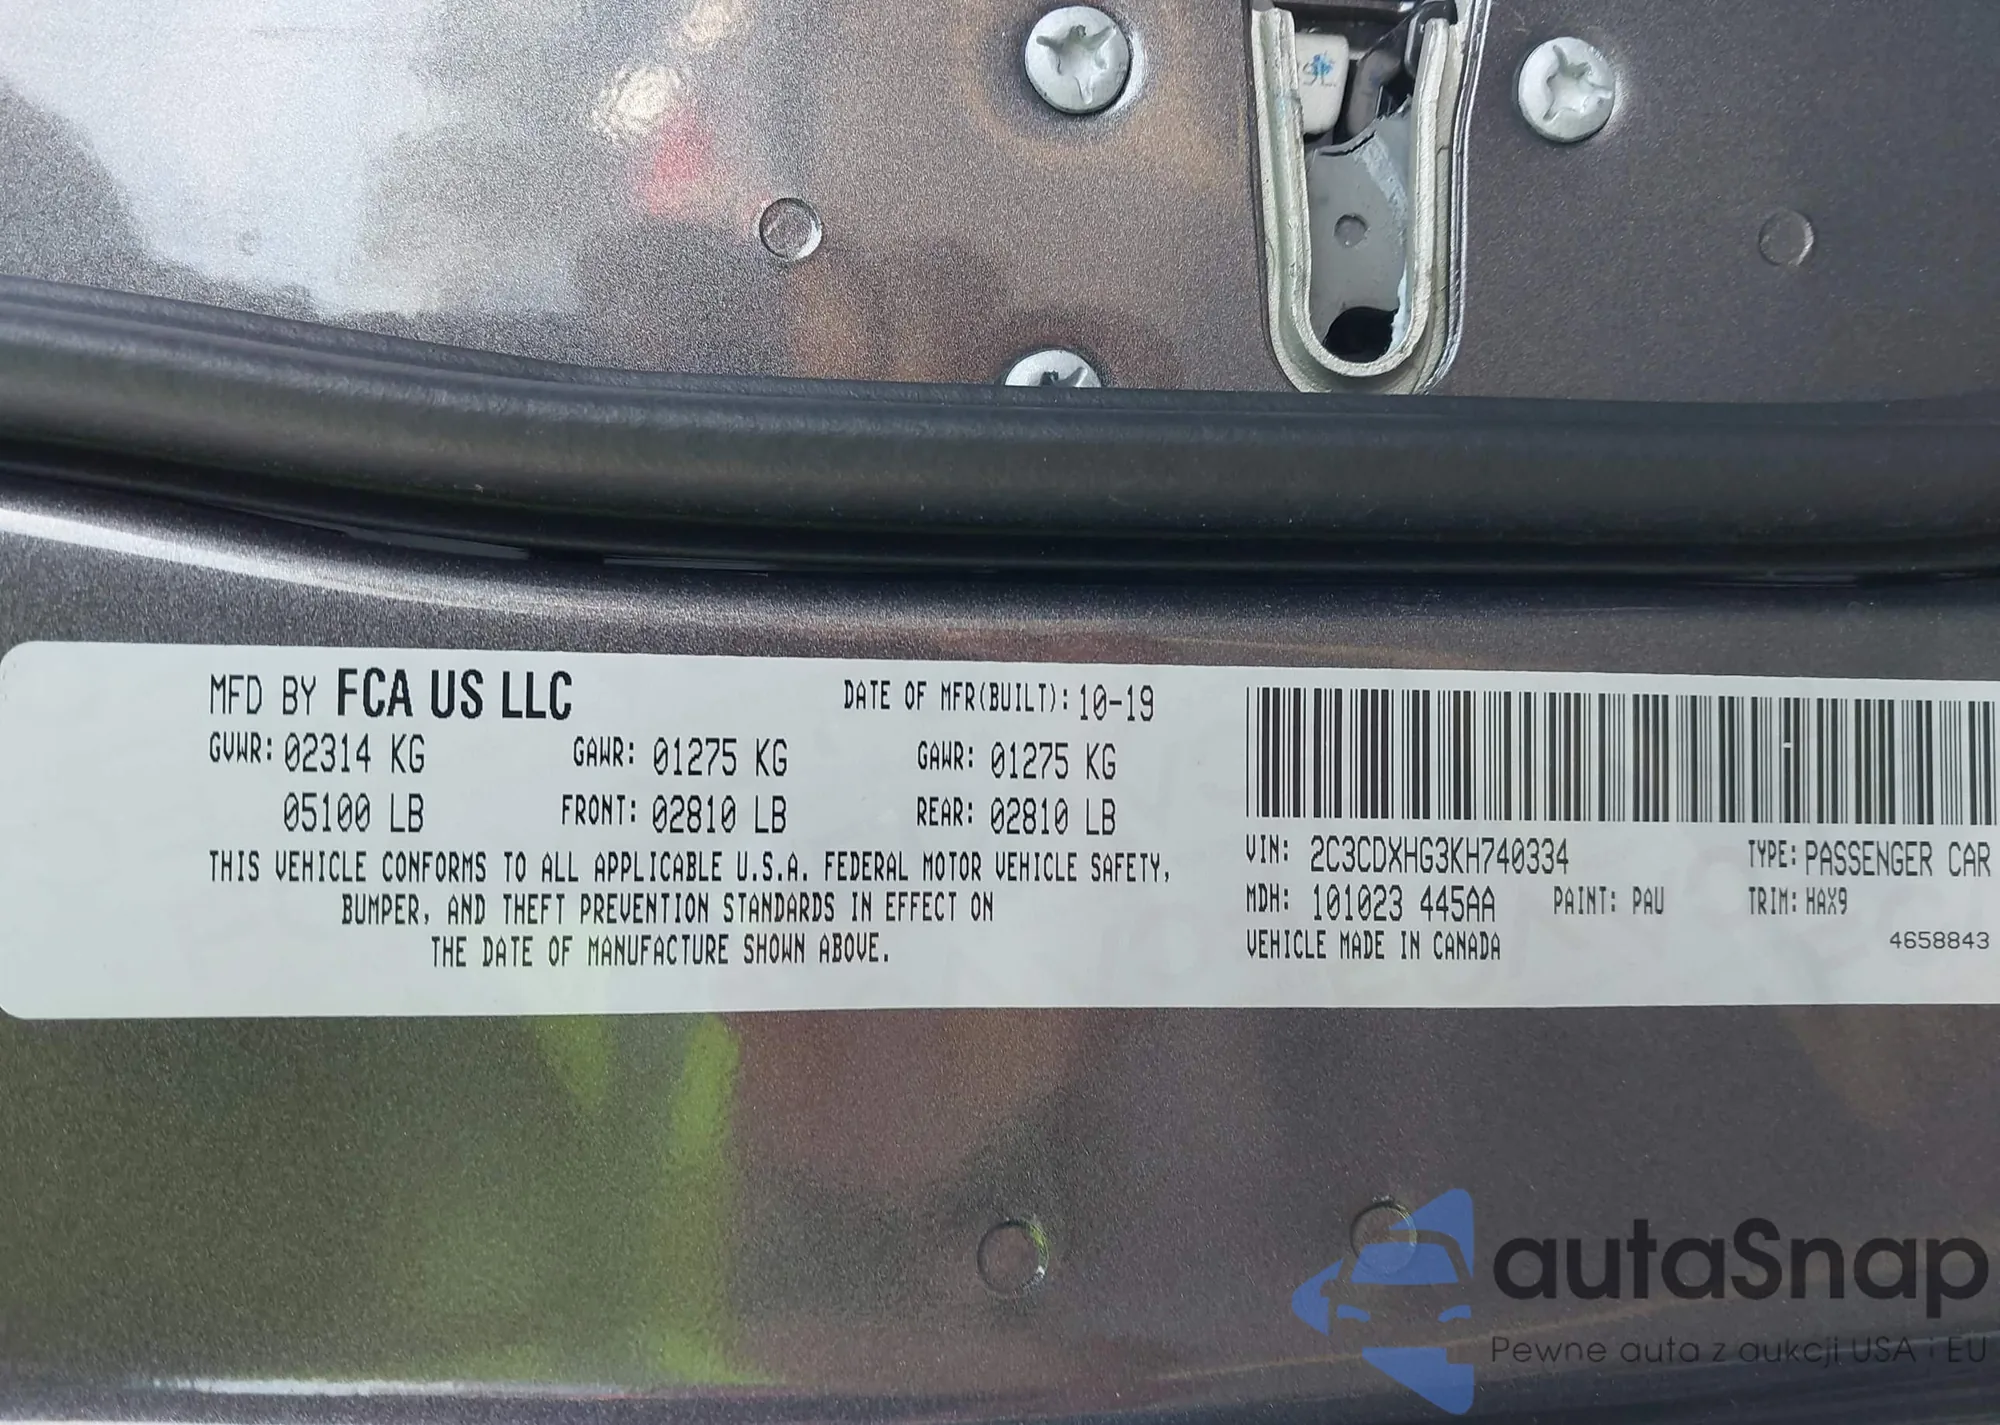 MFD BY FCA US LLC
DATE OF MFR(BUILT): 10-19
GVWR: 02314 KG GAWR: 01275 KG GAWR: 01275 KG
05100 LB FRONT: 02810 LB REAR: 02810 LB
THIS VEHICLE CONFORMS TO ALL APPLICABLE U.S.A. FEDERAL MOTOR VEHICLE SAFETY,
BUMPER, AND THEFT PREVENTION STANDARDS IN EFFECT ON
THE DATE OF MANUFACTURE SHOWN ABOVE.
VIN: 2C3CDXHG3KH740334 TYPE: PASSENGER CAR
MDH: 101023 445AA PAINT: PAU TRIM: HAX9
VEHICLE MADE IN CANADA
4658843
autaSnap
Pewne auta z aukcji USA i EU